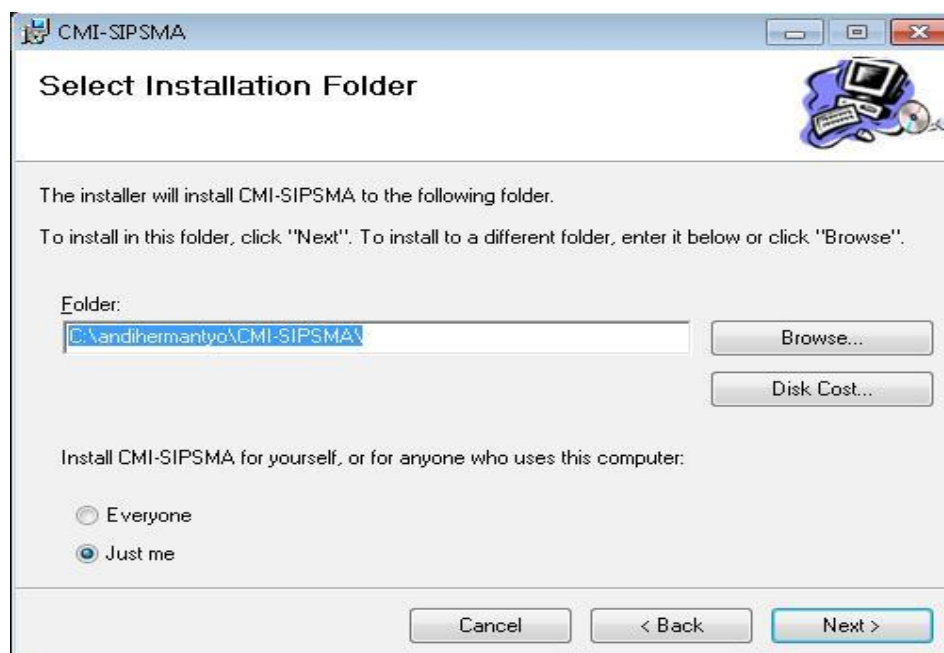 CMI-SIPSMA
Select Installation Folder
The installer will install CMI-SIPSMA to the following folder.
To install in this folder, click "Next". To install to a different folder, enter it below or click "Browse".
Folder:
C:\andihermantyo\CMI-SIPSMA\
Browse...
Disk Cost...
Install CMI-SIPSMA for yourself, or for anyone who uses this computer:
Everyone
Just me
Cancel
< Back
Next >